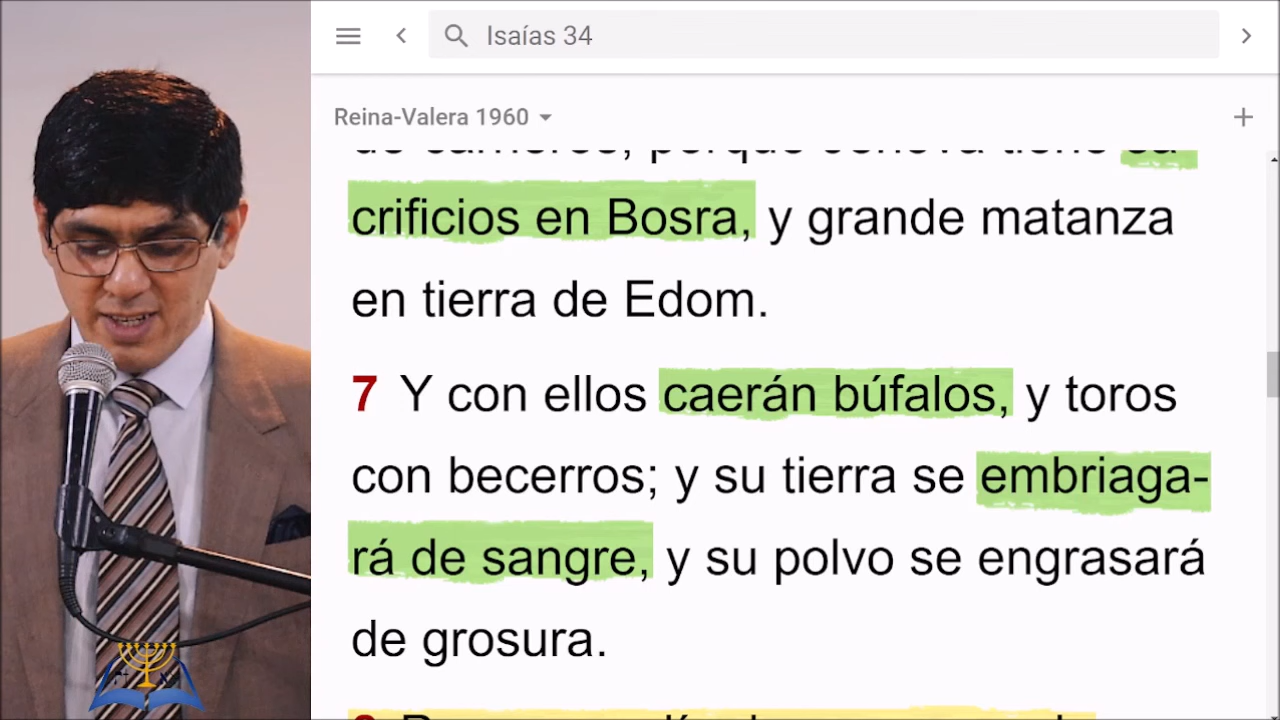 Isaías 34
Reina-Valera 1960
crificios en Bosra, y grande matanza
en tierra de Edom.
7 Y con ellos caerán búfalos, y toros
con becerros; y su tierra se embriaga-
rá de sangre, y su polvo se engrasará
de grosura.